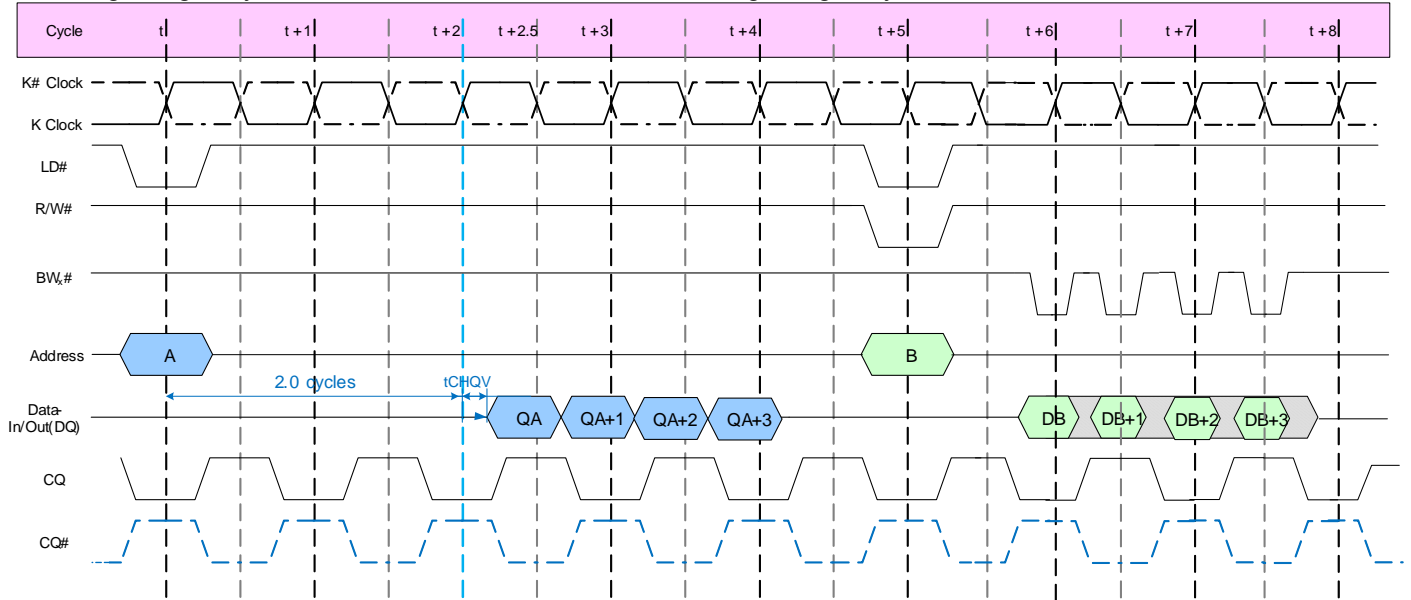 Cycle t t +1 t +2 t +2.5 t +3 t +4 t +5 t +6 t +7 t +8
K# Clock
K Clock
LD#
R/W#
BWx#
Address A B
2.0 cycles tCHQV
Data-
In/Out(DQ) QA QA+1 QA+2 QA+3 DB DB+1 DB+2 DB+3
CQ
CQ#